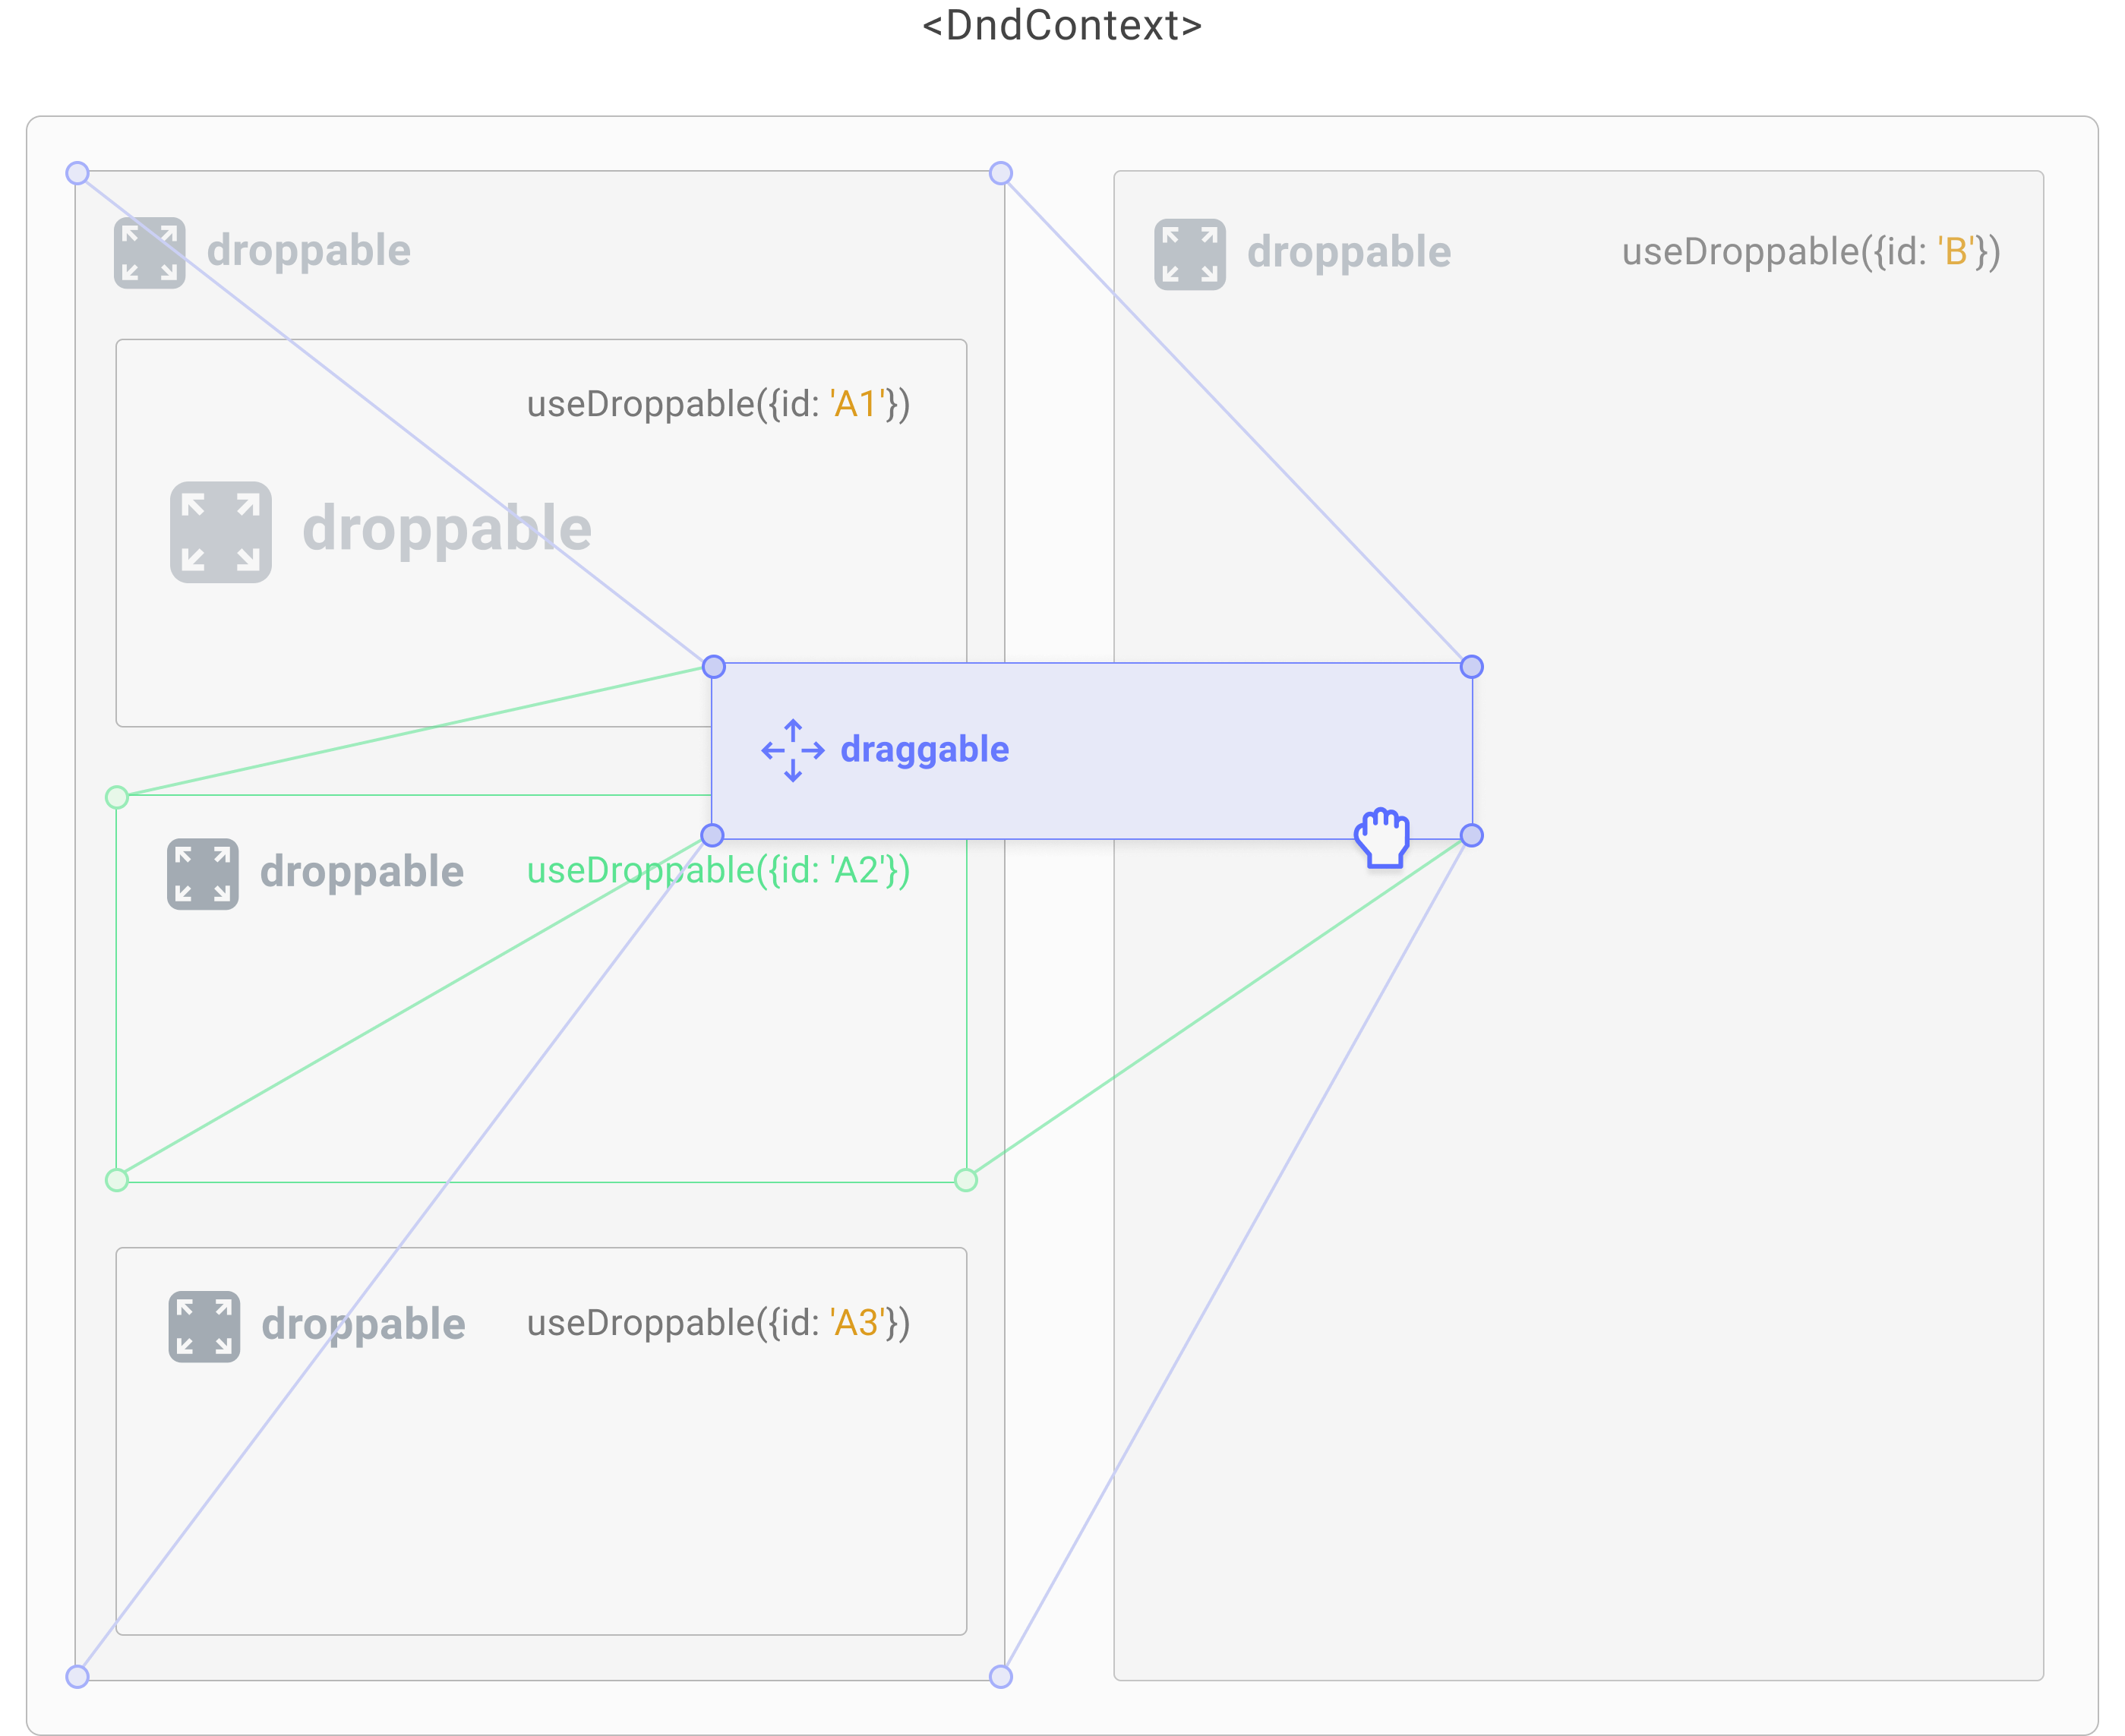 <DndContext>
droppable
droppable useDroppable({id: 'B'})
useDroppable({id: 'A1'})
droppable
draggable
droppable useDroppable({id: 'A2'})
droppable useDroppable({id: 'A3'})